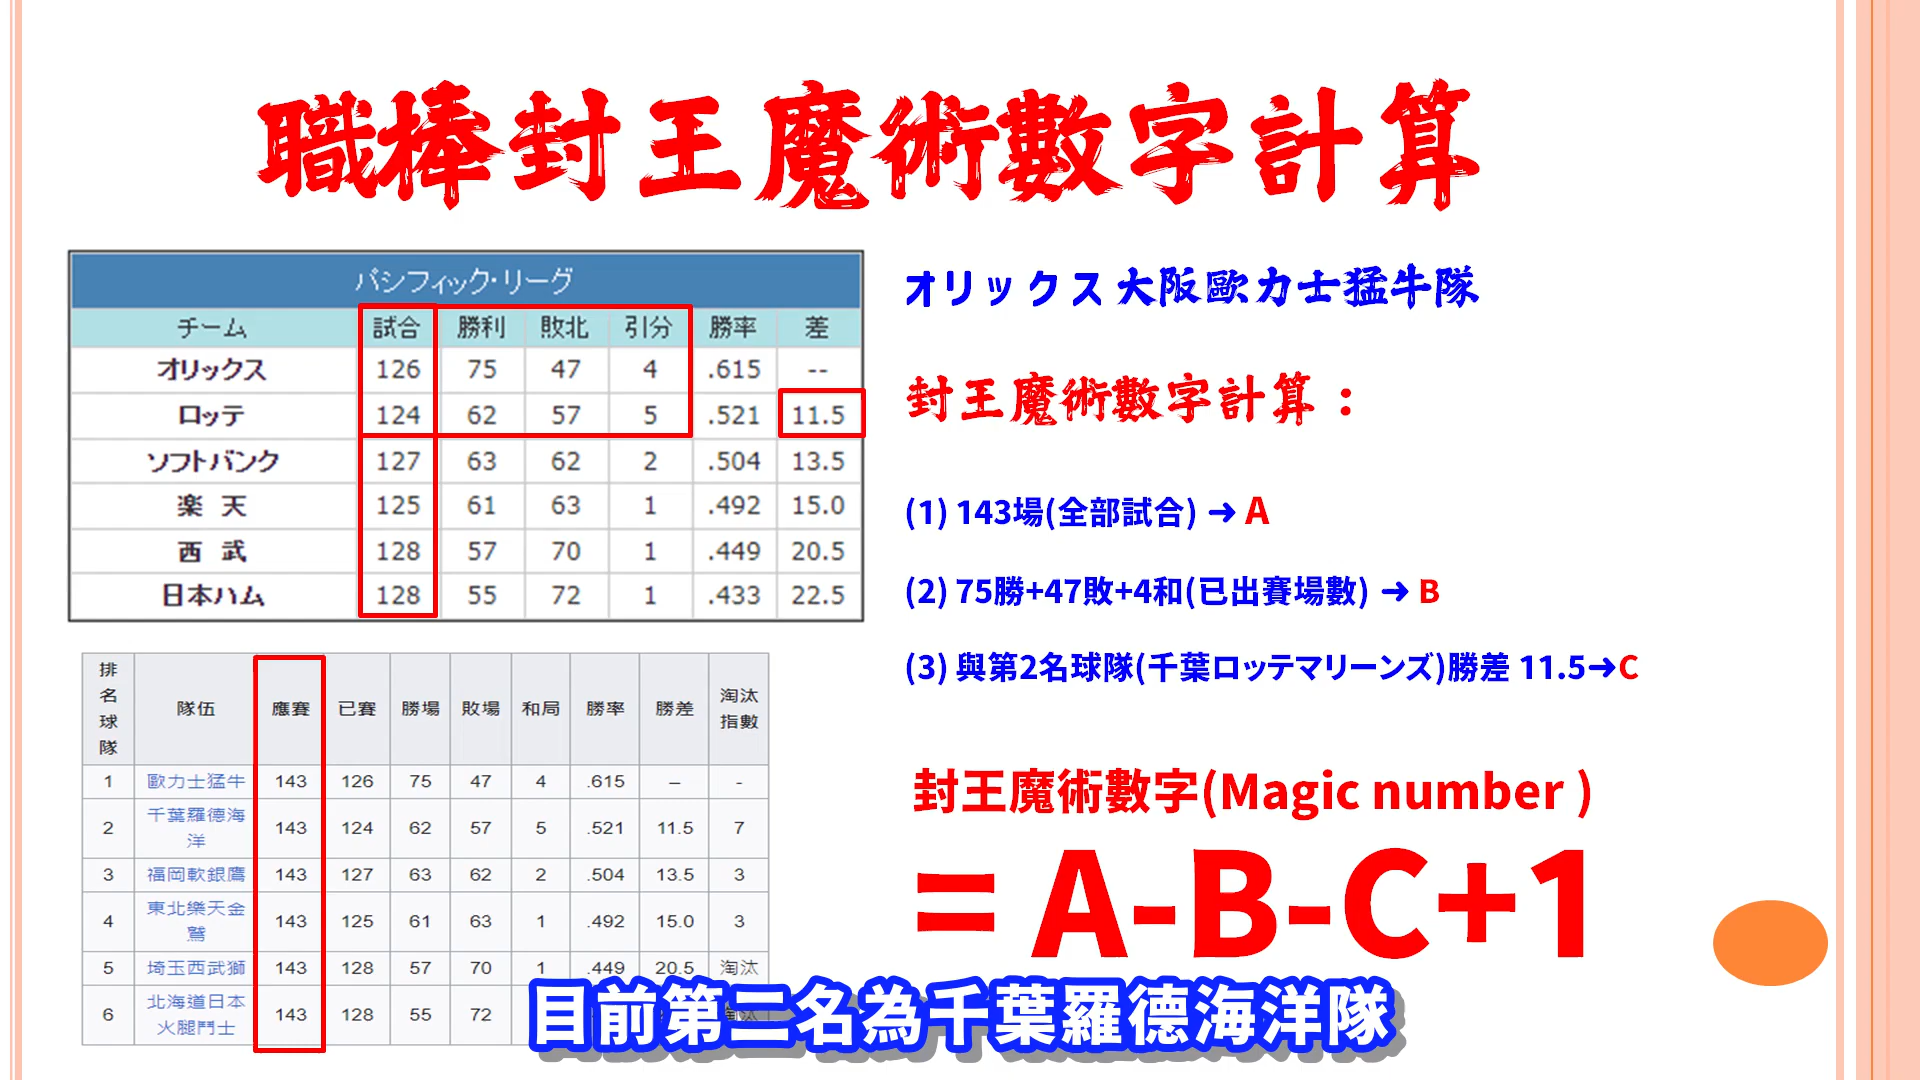 職棒封王魔術數字計算
パシフィック・リーグ
チーム 試合 勝利 敗北 引分 勝率 差
オリックス 126 75 47 4 .615 --
ロッテ 124 62 57 5 .521 11.5
ソフトバンク 127 63 62 2 .504 13.5
楽 天 125 61 63 1 .492 15.0
西 武 128 57 70 1 .449 20.5
日本ハム 128 55 72 1 .433 22.5
排名球隊 隊伍 應賽 已賽 勝場 敗場 和局 勝率 勝差 淘汰指數
1 歐力士猛牛 143 126 75 47 4 .615 – -
2 千葉羅德海洋 143 124 62 57 5 .521 11.5 7
3 福岡軟銀鷹 143 127 63 62 2 .504 13.5 3
4 東北樂天金鷲 143 125 61 63 1 .492 15.0 3
5 埼玉西武獅 143 128 57 70 1 .449 20.5 淘汰
6 北海道日本火腿鬥士 143 128 55 72
オリックス 大阪歐力士猛牛隊
封王魔術數字計算：
(1) 143場(全部試合) → A
(2) 75勝+47敗+4和(已出賽場數) → B
(3) 與第2名球隊(千葉ロッテマリーンズ)勝差 11.5→C
封王魔術數字(Magic number )
= A-B-C+1
目前第二名為千葉羅德海洋隊